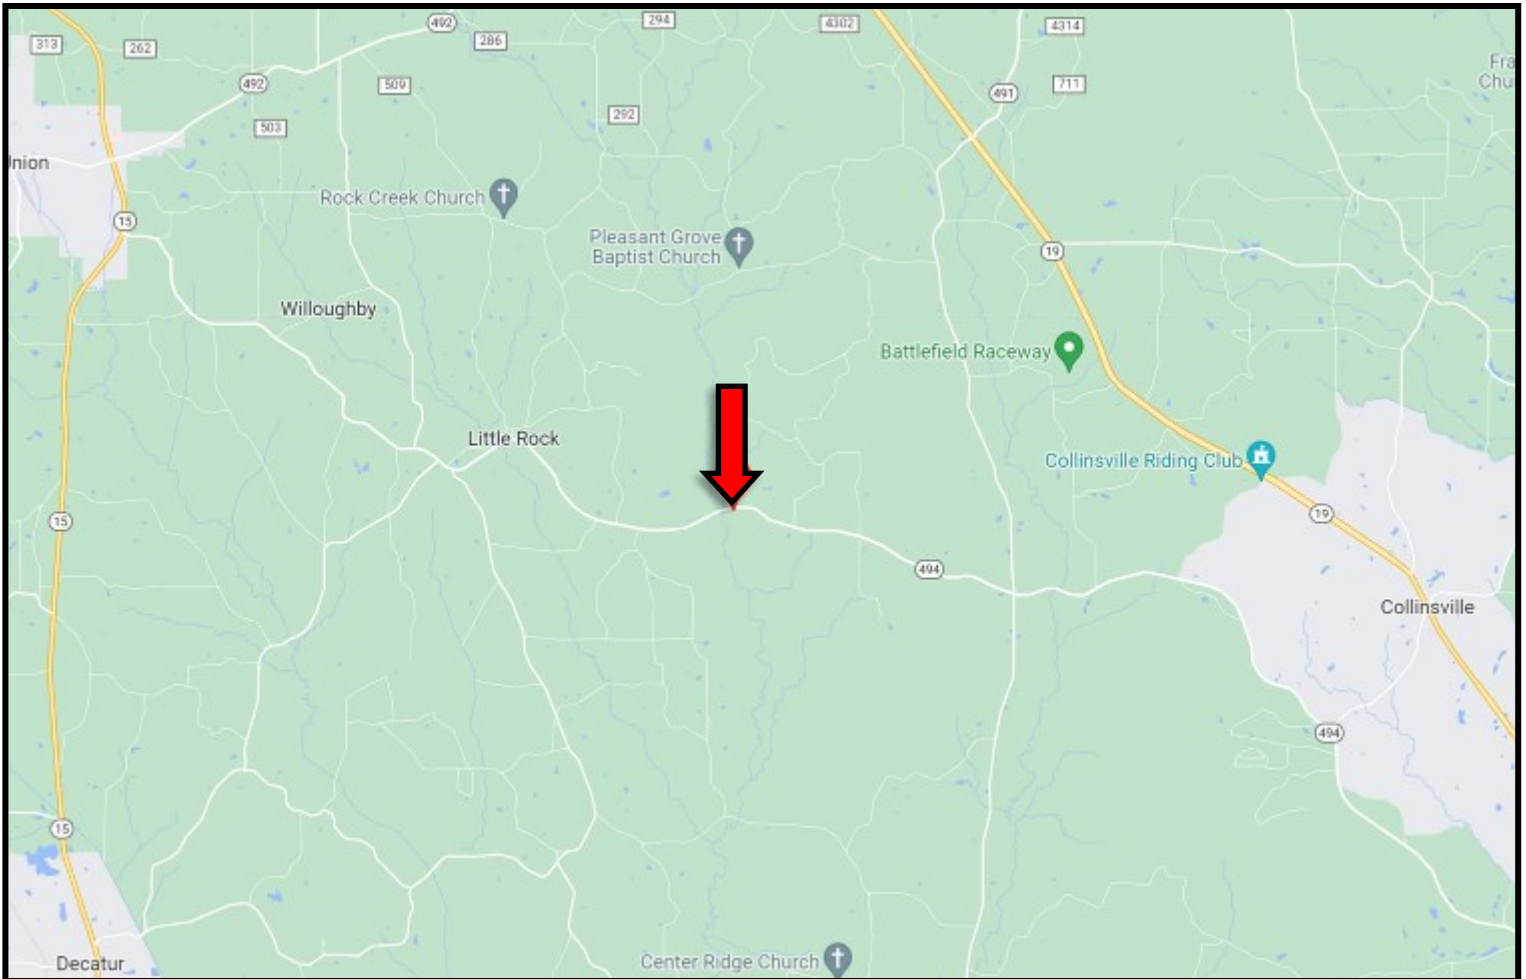 492
294
4302
4314
313
262
286
492
509
491
711
292
503
Rock Creek Church
15
Pleasant Grove
Baptist Church
19
Willoughby
Battlefield Raceway
Little Rock
Collinsville Riding Club
15
19
494
Collinsville
494
15
Decatur
Center Ridge Church